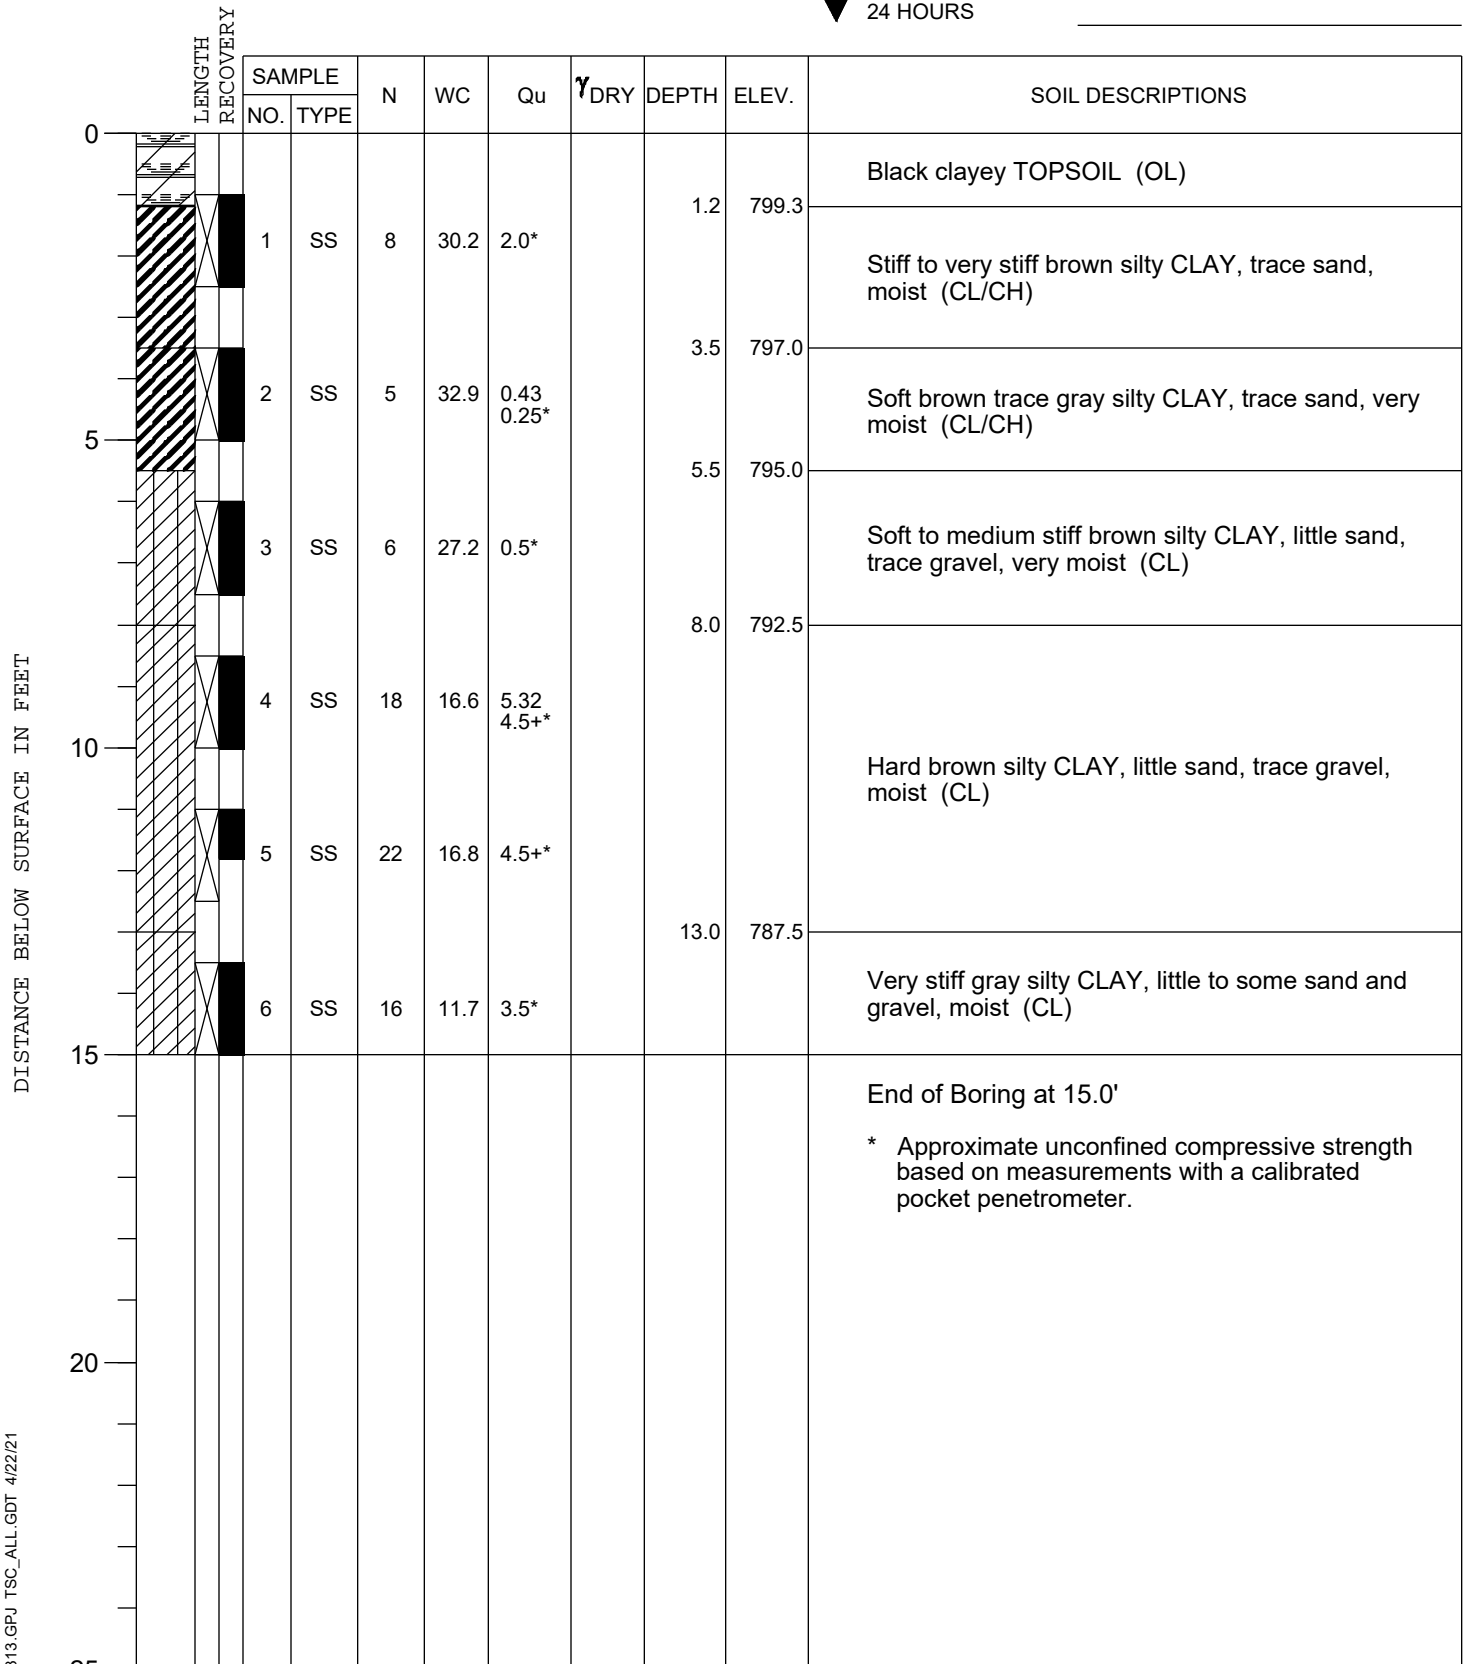 24 HOURS
LENGTH
RECOVERY
SAMPLE
NO. TYPE
N
WC
Qu
γDRY
DEPTH
ELEV.
SOIL DESCRIPTIONS
0
Black clayey TOPSOIL (OL)
1.2 799.3
1 SS 8 30.2 2.0*
Stiff to very stiff brown silty CLAY, trace sand,
moist (CL/CH)
3.5 797.0
2 SS 5 32.9 0.43
0.25*
Soft brown trace gray silty CLAY, trace sand, very
moist (CL/CH)
5
5.5 795.0
3 SS 6 27.2 0.5*
Soft to medium stiff brown silty CLAY, little sand,
trace gravel, very moist (CL)
8.0 792.5
4 SS 18 16.6 5.32
4.5+*
10
Hard brown silty CLAY, little sand, trace gravel,
moist (CL)
5 SS 22 16.8 4.5+*
13.0 787.5
Very stiff gray silty CLAY, little to some sand and
gravel, moist (CL)
6 SS 16 11.7 3.5*
15
End of Boring at 15.0'
* Approximate unconfined compressive strength
based on measurements with a calibrated
pocket penetrometer.
20
DISTANCE BELOW SURFACE IN FEET
313.GPJ TSC_ALL.GDT 4/22/21